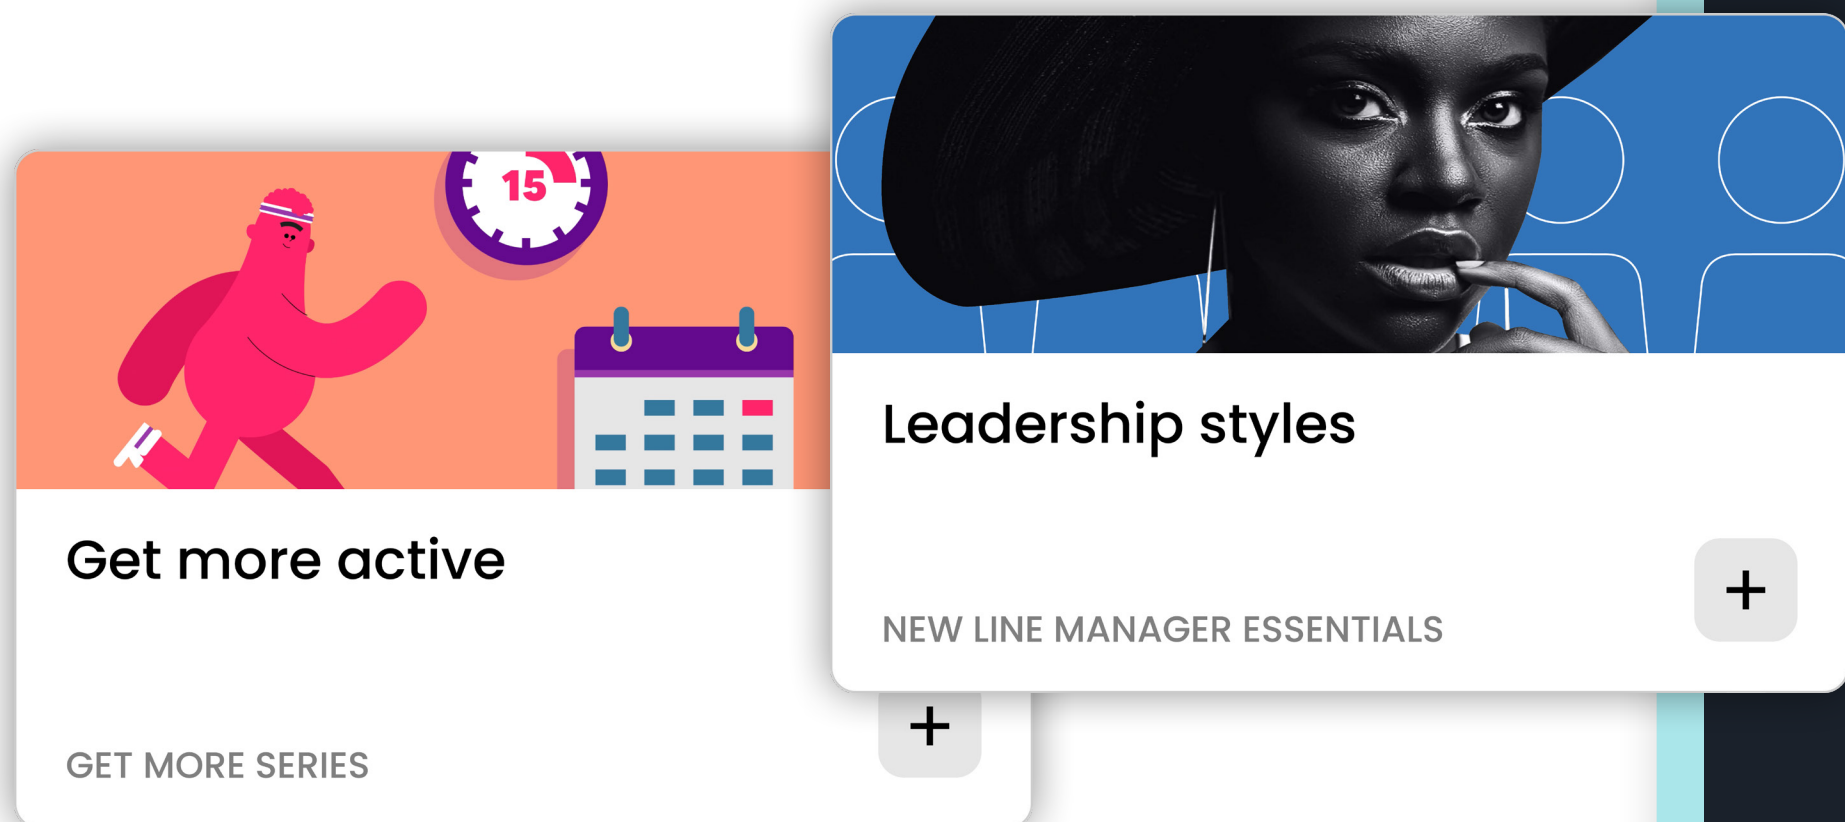 15
Get more active
GET MORE SERIES
+
Leadership styles
NEW LINE MANAGER ESSENTIALS
+